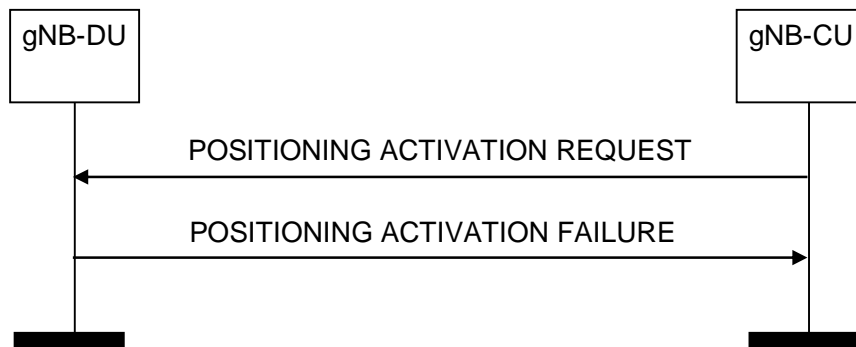 gNB-DU
gNB-CU
POSITIONING ACTIVATION REQUEST
POSITIONING ACTIVATION FAILURE